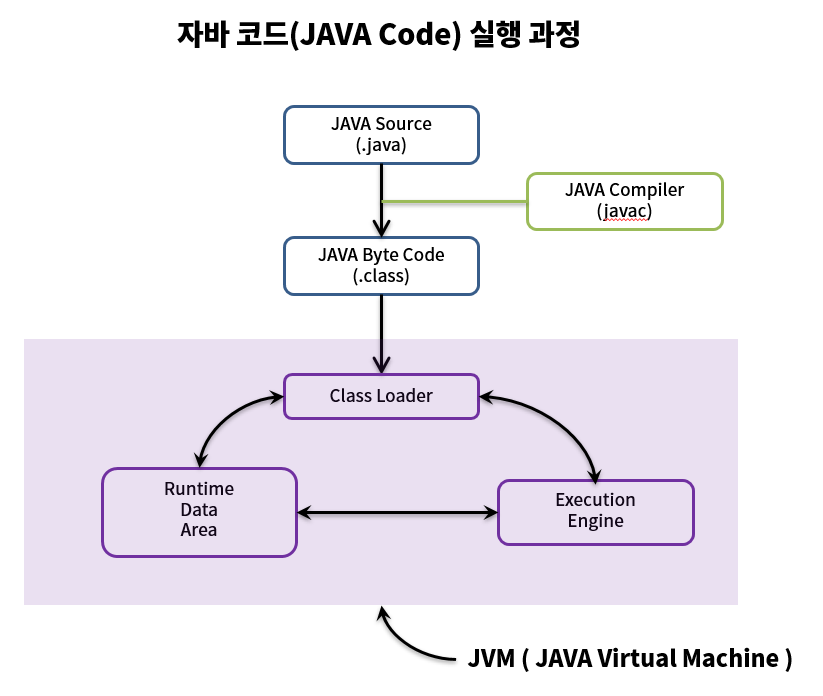 자바 코드(JAVA Code) 실행 과정
JAVA Source
(.java)
JAVA Compiler
(javac)
JAVA Byte Code
(.class)
Class Loader
Runtime
Data
Area
Execution
Engine
JVM ( JAVA Virtual Machine )